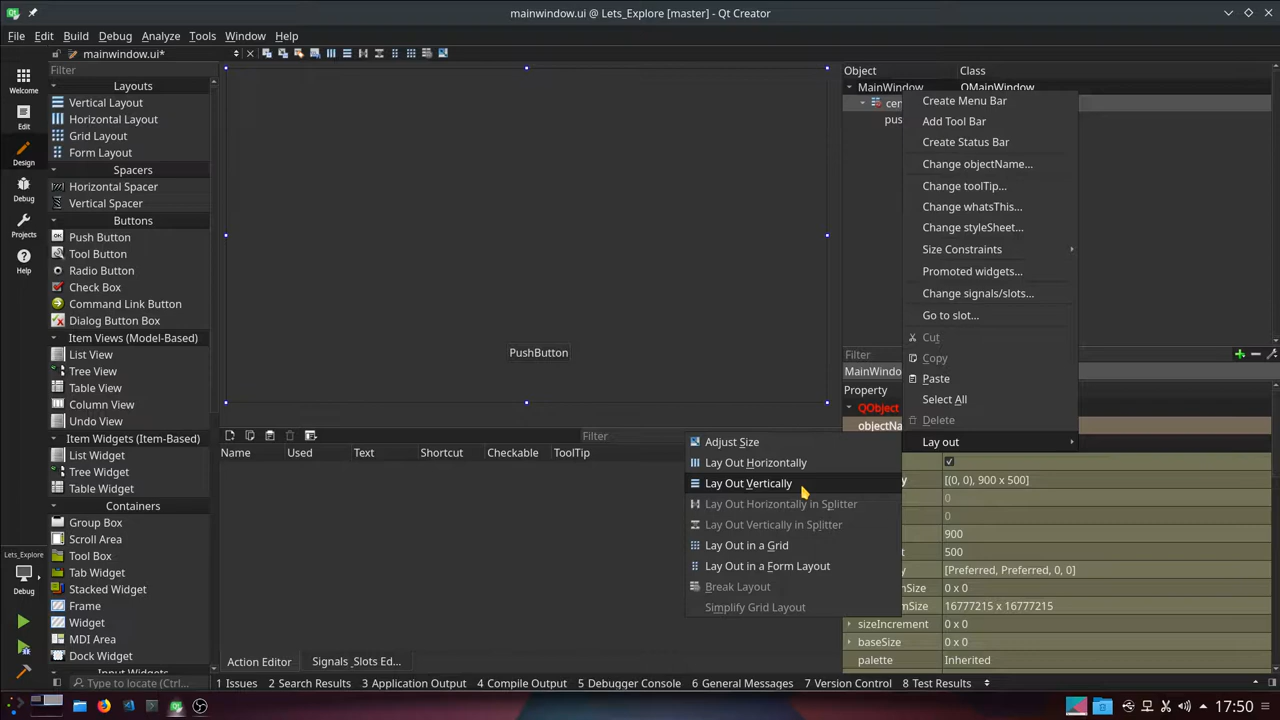 mainwindow.ui @ Lets_Explore [master] - Qt Creator
File Edit Build Debug Analyze Tools Window Help
mainwindow.ui*
Welcome
Edit
Design
Debug
Projects
Help
Lets_Explore
Debug
Filter
Layouts
Vertical Layout
Horizontal Layout
Grid Layout
Form Layout
Spacers
Horizontal Spacer
Vertical Spacer
Buttons
Push Button
Tool Button
Radio Button
Check Box
Command Link Button
Dialog Button Box
Item Views (Model-Based)
List View
Tree View
Table View
Column View
Undo View
Item Widgets (Item-Based)
List Widget
Tree Widget
Table Widget
Containers
Group Box
Scroll Area
Tool Box
Tab Widget
Stacked Widget
Frame
Widget
MDI Area
Dock Widget
Input Widgets
PushButton
Filter
Name Used Text Shortcut Checkable ToolTip
Action Editor Signals _Slots Ed...
Object Class
MainWindow QMainWindow
cen
pus
Create Menu Bar
Add Tool Bar
Create Status Bar
Change objectName...
Change toolTip...
Change whatsThis...
Change styleSheet...
Size Constraints
Promoted widgets...
Change signals/slots...
Go to slot...
Cut
Copy
Paste
Select All
Delete
Lay out
Adjust Size
Lay Out Horizontally
Lay Out Vertically
Lay Out Horizontally in Splitter
Lay Out Vertically in Splitter
Lay Out in a Grid
Lay Out in a Form Layout
Break Layout
Simplify Grid Layout
Filter
MainWindo
Property
QObject
objectNa
y [(0, 0), 900 x 500]
0
0
900
t 500
y [Preferred, Preferred, 0, 0]
mSize 0 x 0
mSize 16777215 x 16777215
sizeIncrement 0 x 0
baseSize 0 x 0
palette Inherited
Type to locate (Ctrl+...)
1 Issues 2 Search Results 3 Application Output 4 Compile Output 5 Debugger Console 6 General Messages 7 Version Control 8 Test Results
17:50